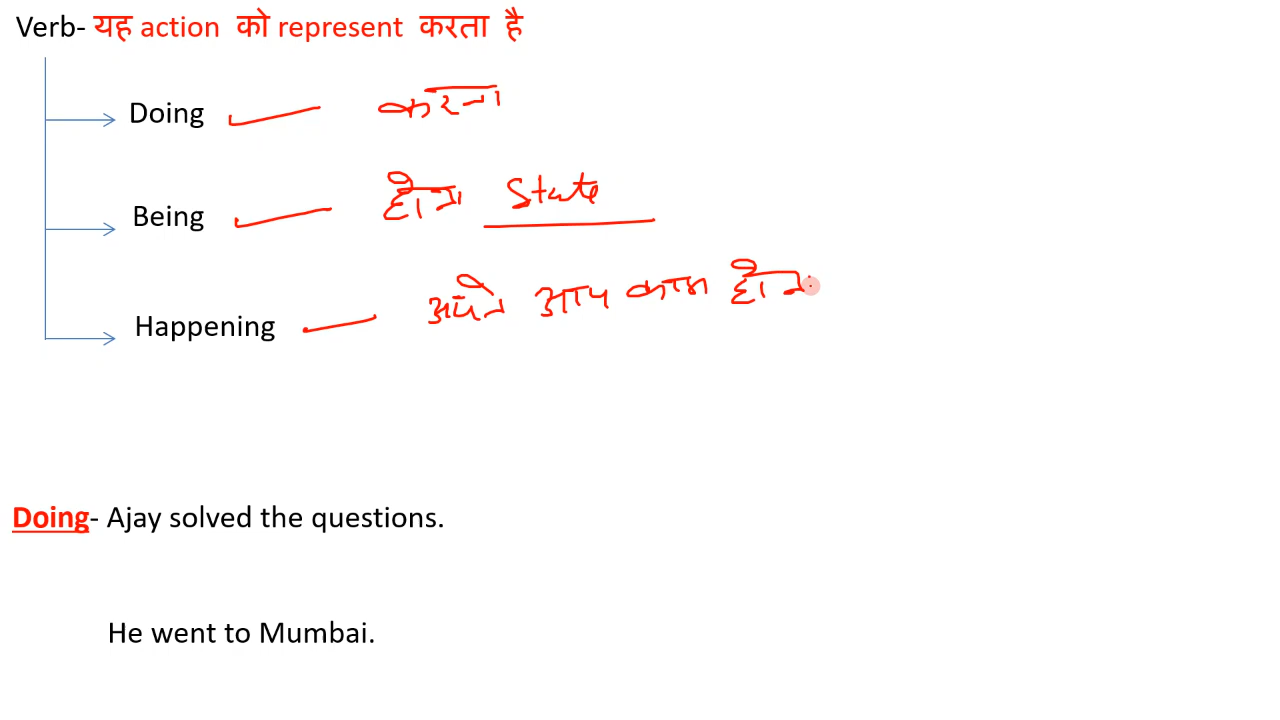 Verb- यह action को represent करता है
Doing करना
Being होना State
Happening अपने आप काम होना
Doing- Ajay solved the questions.
He went to Mumbai.